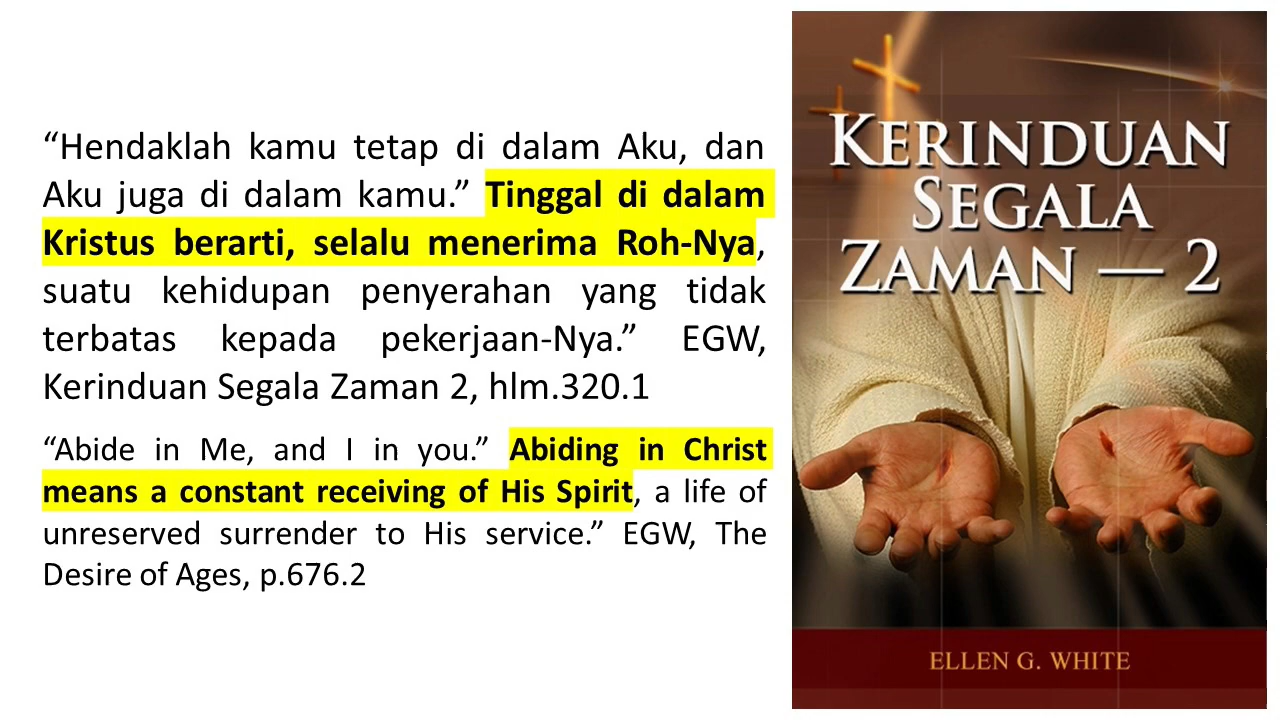 “Hendaklah kamu tetap di dalam Aku, dan
Aku juga di dalam kamu.” Tinggal di dalam
Kristus berarti, selalu menerima Roh-Nya,
suatu kehidupan penyerahan yang tidak
terbatas kepada pekerjaan-Nya.” EGW,
Kerinduan Segala Zaman 2, hlm.320.1
“Abide in Me, and I in you.” Abiding in Christ
means a constant receiving of His Spirit, a life of
unreserved surrender to His service.” EGW, The
Desire of Ages, p.676.2
KERINDUAN
SEGALA
ZAMAN — 2
ELLEN G. WHITE